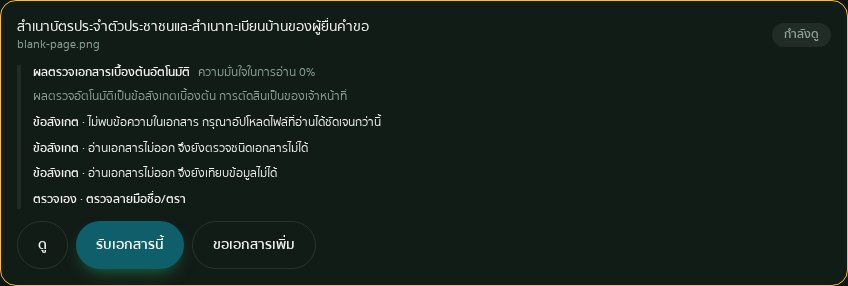 สำเนาบัตรประจำตัวประชาชนและสำเนาทะเบียนบ้านของผู้ยื่นคำขอ
blank-page.png
กำลังดู
ผลตรวจเอกสารเบื้องต้นอัตโนมัติ ความมั่นใจในการอ่าน 0%
ผลตรวจอัตโนมัติเป็นข้อสังเกตเบื้องต้น การตัดสินเป็นของเจ้าหน้าที่
ข้อสังเกต · ไม่พบข้อความในเอกสาร กรุณาอัปโหลดไฟล์ที่อ่านได้ชัดเจนกว่านี้
ข้อสังเกต · อ่านเอกสารไม่ออก จึงยังตรวจชนิดเอกสารไม่ได้
ข้อสังเกต · อ่านเอกสารไม่ออก จึงยังเทียบข้อมูลไม่ได้
ตรวจเอง · ตรวจลายมือชื่อ/ตรา
ดู รับเอกสารนี้ ขอเอกสารเพิ่ม